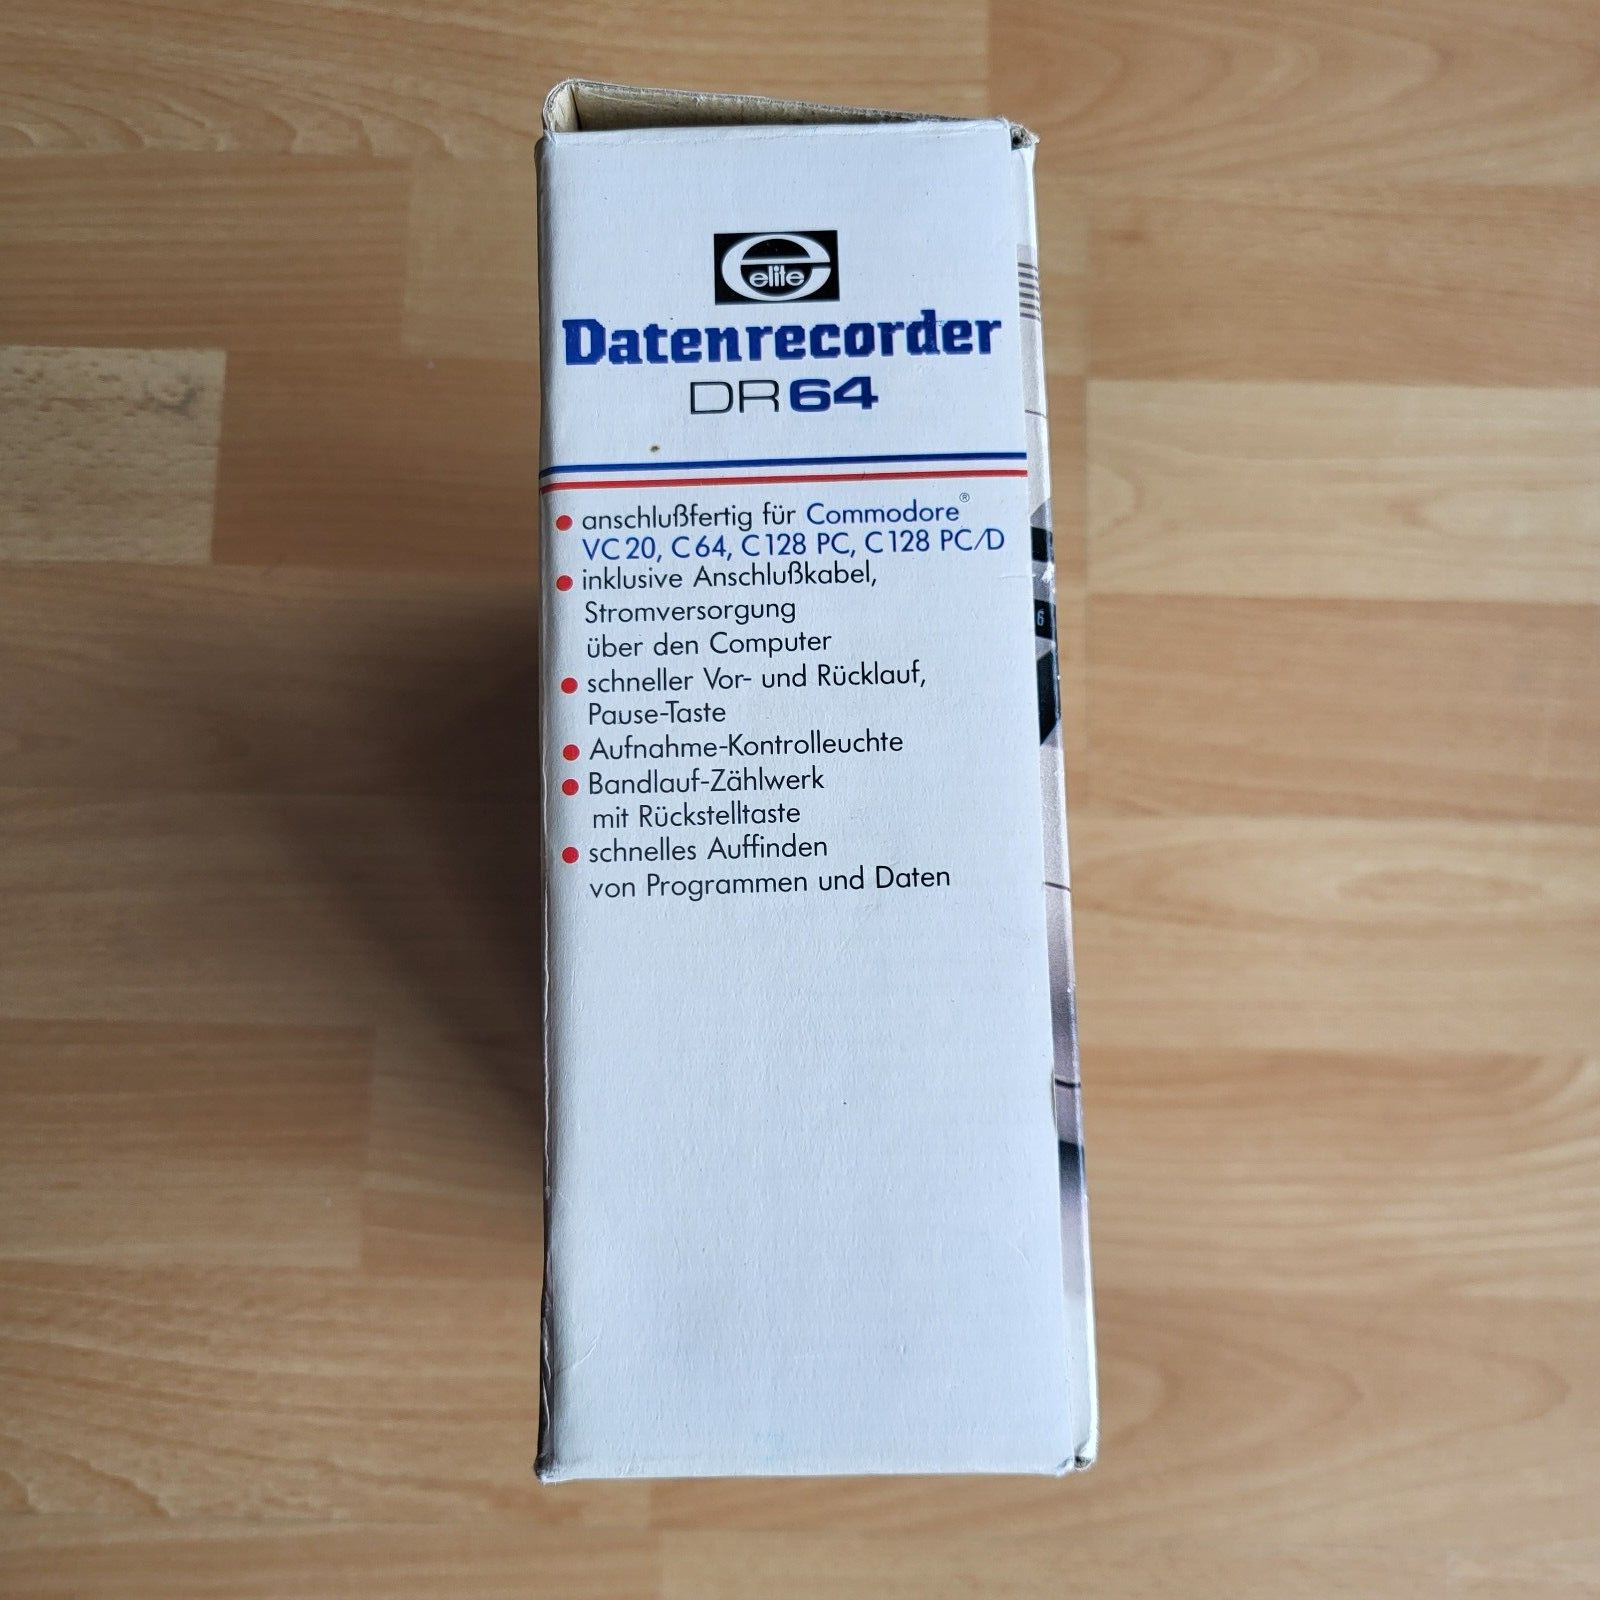 elite
Datenrecorder
DR 64
anschlußfertig für Commodore®
VC 20, C 64, C 128 PC, C 128 PC/D
inklusive Anschlußkabel,
Stromversorgung
über den Computer
schneller Vor- und Rücklauf,
Pause-Taste
Aufnahme-Kontrolleuchte
Bandlauf-Zählwerk
mit Rückstelltaste
schnelles Auffinden
von Programmen und Daten
6